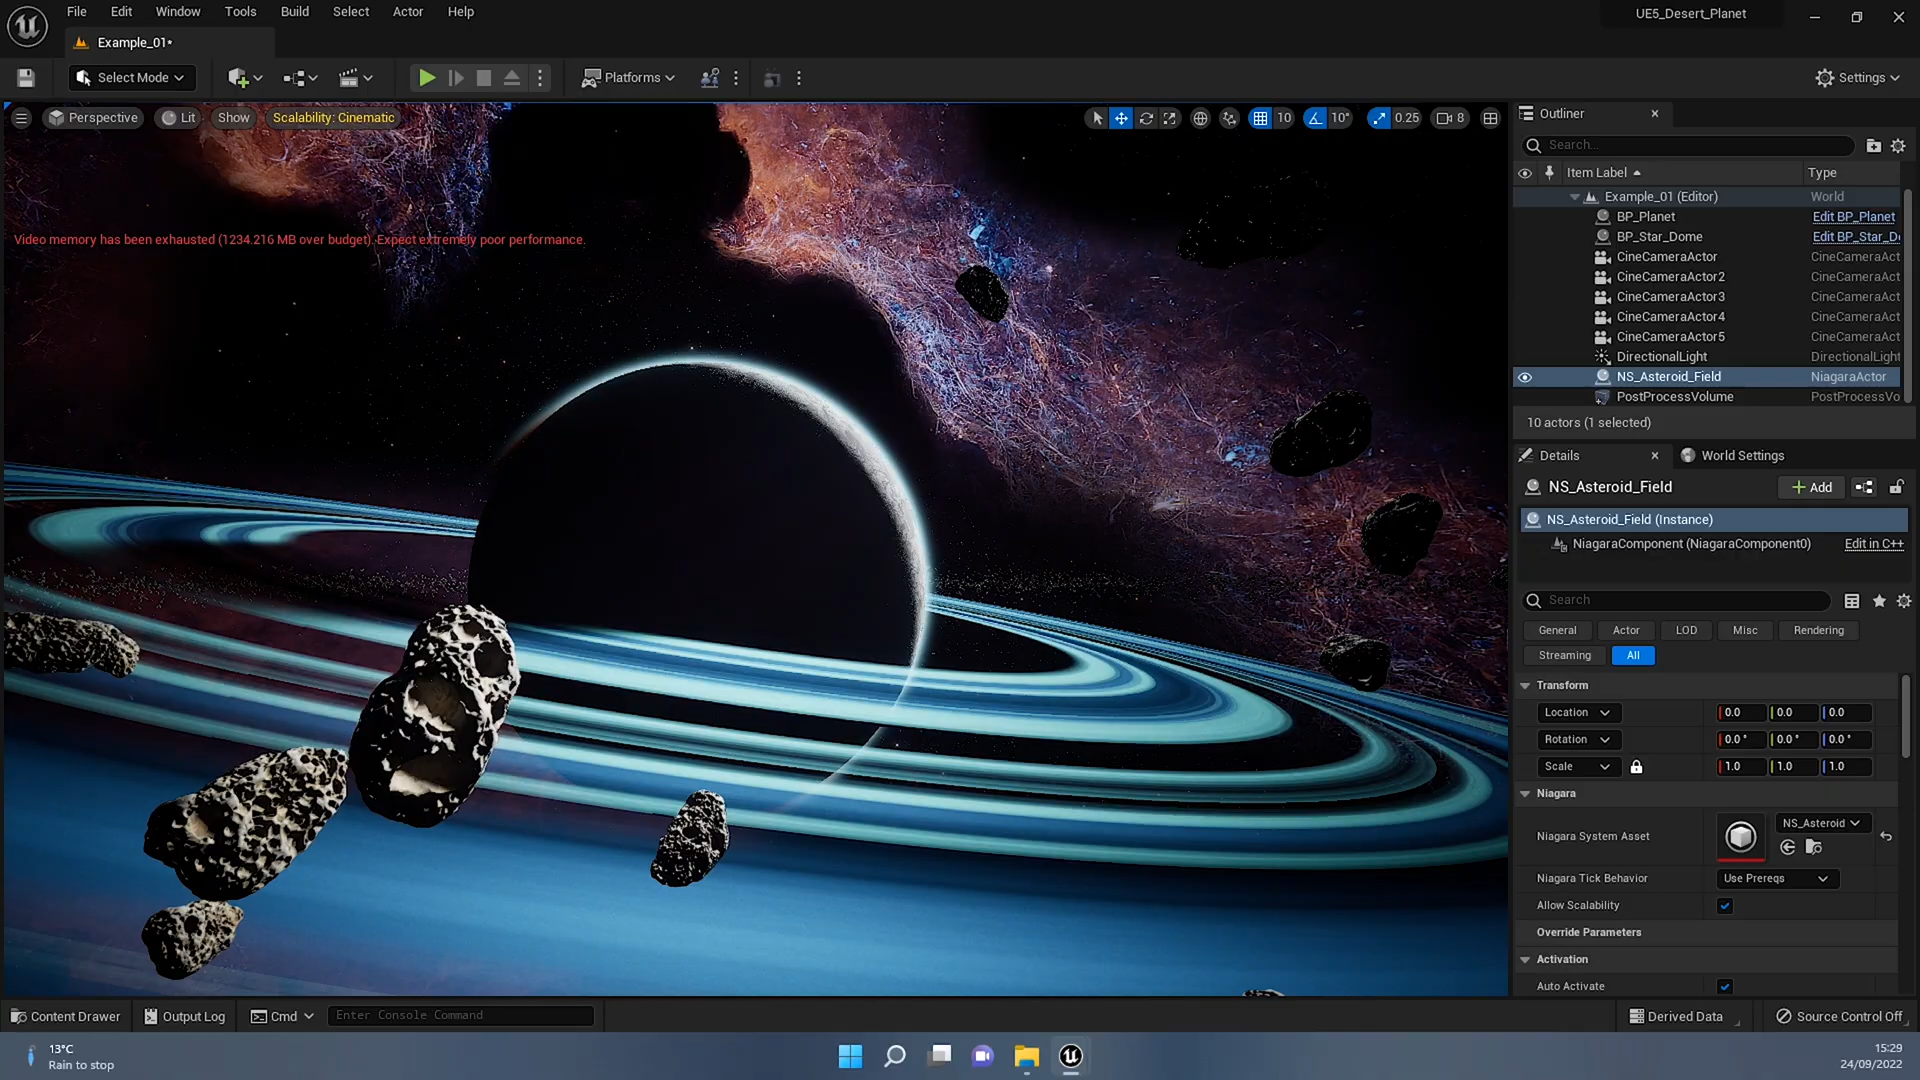 File Edit Window Tools Build Select Actor Help
UE5_Desert_Planet
Example_01*
Select Mode
Platforms
Settings
Perspective Lit Show Scalability: Cinematic
10 10° 0.25 8
Video memory has been exhausted (1234.216 MB over budget). Expect extremely poor performance.
Outliner
Search...
Item Label Type
Example_01 (Editor) World
BP_Planet Edit BP_Planet
BP_Star_Dome Edit BP_Star_D
CineCameraActor CineCameraAct
CineCameraActor2 CineCameraAct
CineCameraActor3 CineCameraAct
CineCameraActor4 CineCameraAct
CineCameraActor5 CineCameraAct
DirectionalLight DirectionalLight
NS_Asteroid_Field NiagaraActor
PostProcessVolume PostProcessVo
10 actors (1 selected)
Details World Settings
NS_Asteroid_Field Add
NS_Asteroid_Field (Instance)
NiagaraComponent (NiagaraComponent0) Edit in C++
Search
General Actor LOD Misc Rendering
Streaming All
Transform
Location 0.0 0.0 0.0
Rotation 0.0° 0.0° 0.0°
Scale 1.0 1.0 1.0
Niagara
Niagara System Asset NS_Asteroid
Niagara Tick Behavior Use Prereqs
Allow Scalability
Override Parameters
Activation
Auto Activate
Content Drawer Output Log Cmd Enter Console Command
Derived Data Source Control Off
13°C
Rain to stop
15:29
24/09/2022